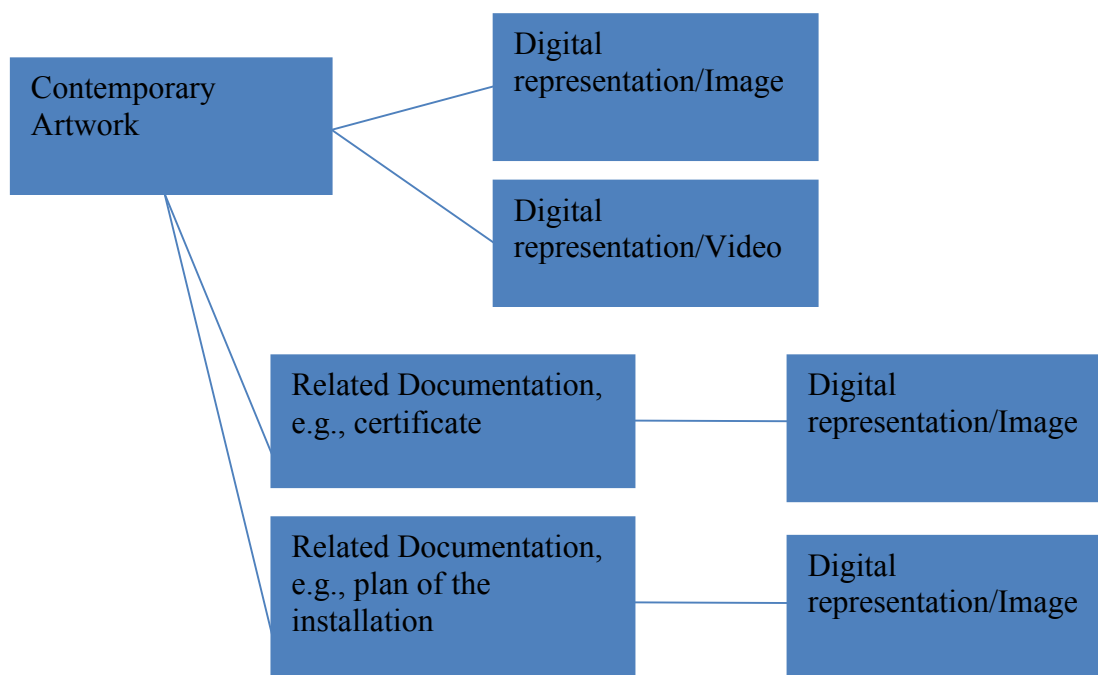 Contemporary
Artwork
Digital
representation/Image
Digital
representation/Video
Related Documentation,
e.g., certificate
Digital
representation/Image
Related Documentation,
e.g., plan of the
installation
Digital
representation/Image